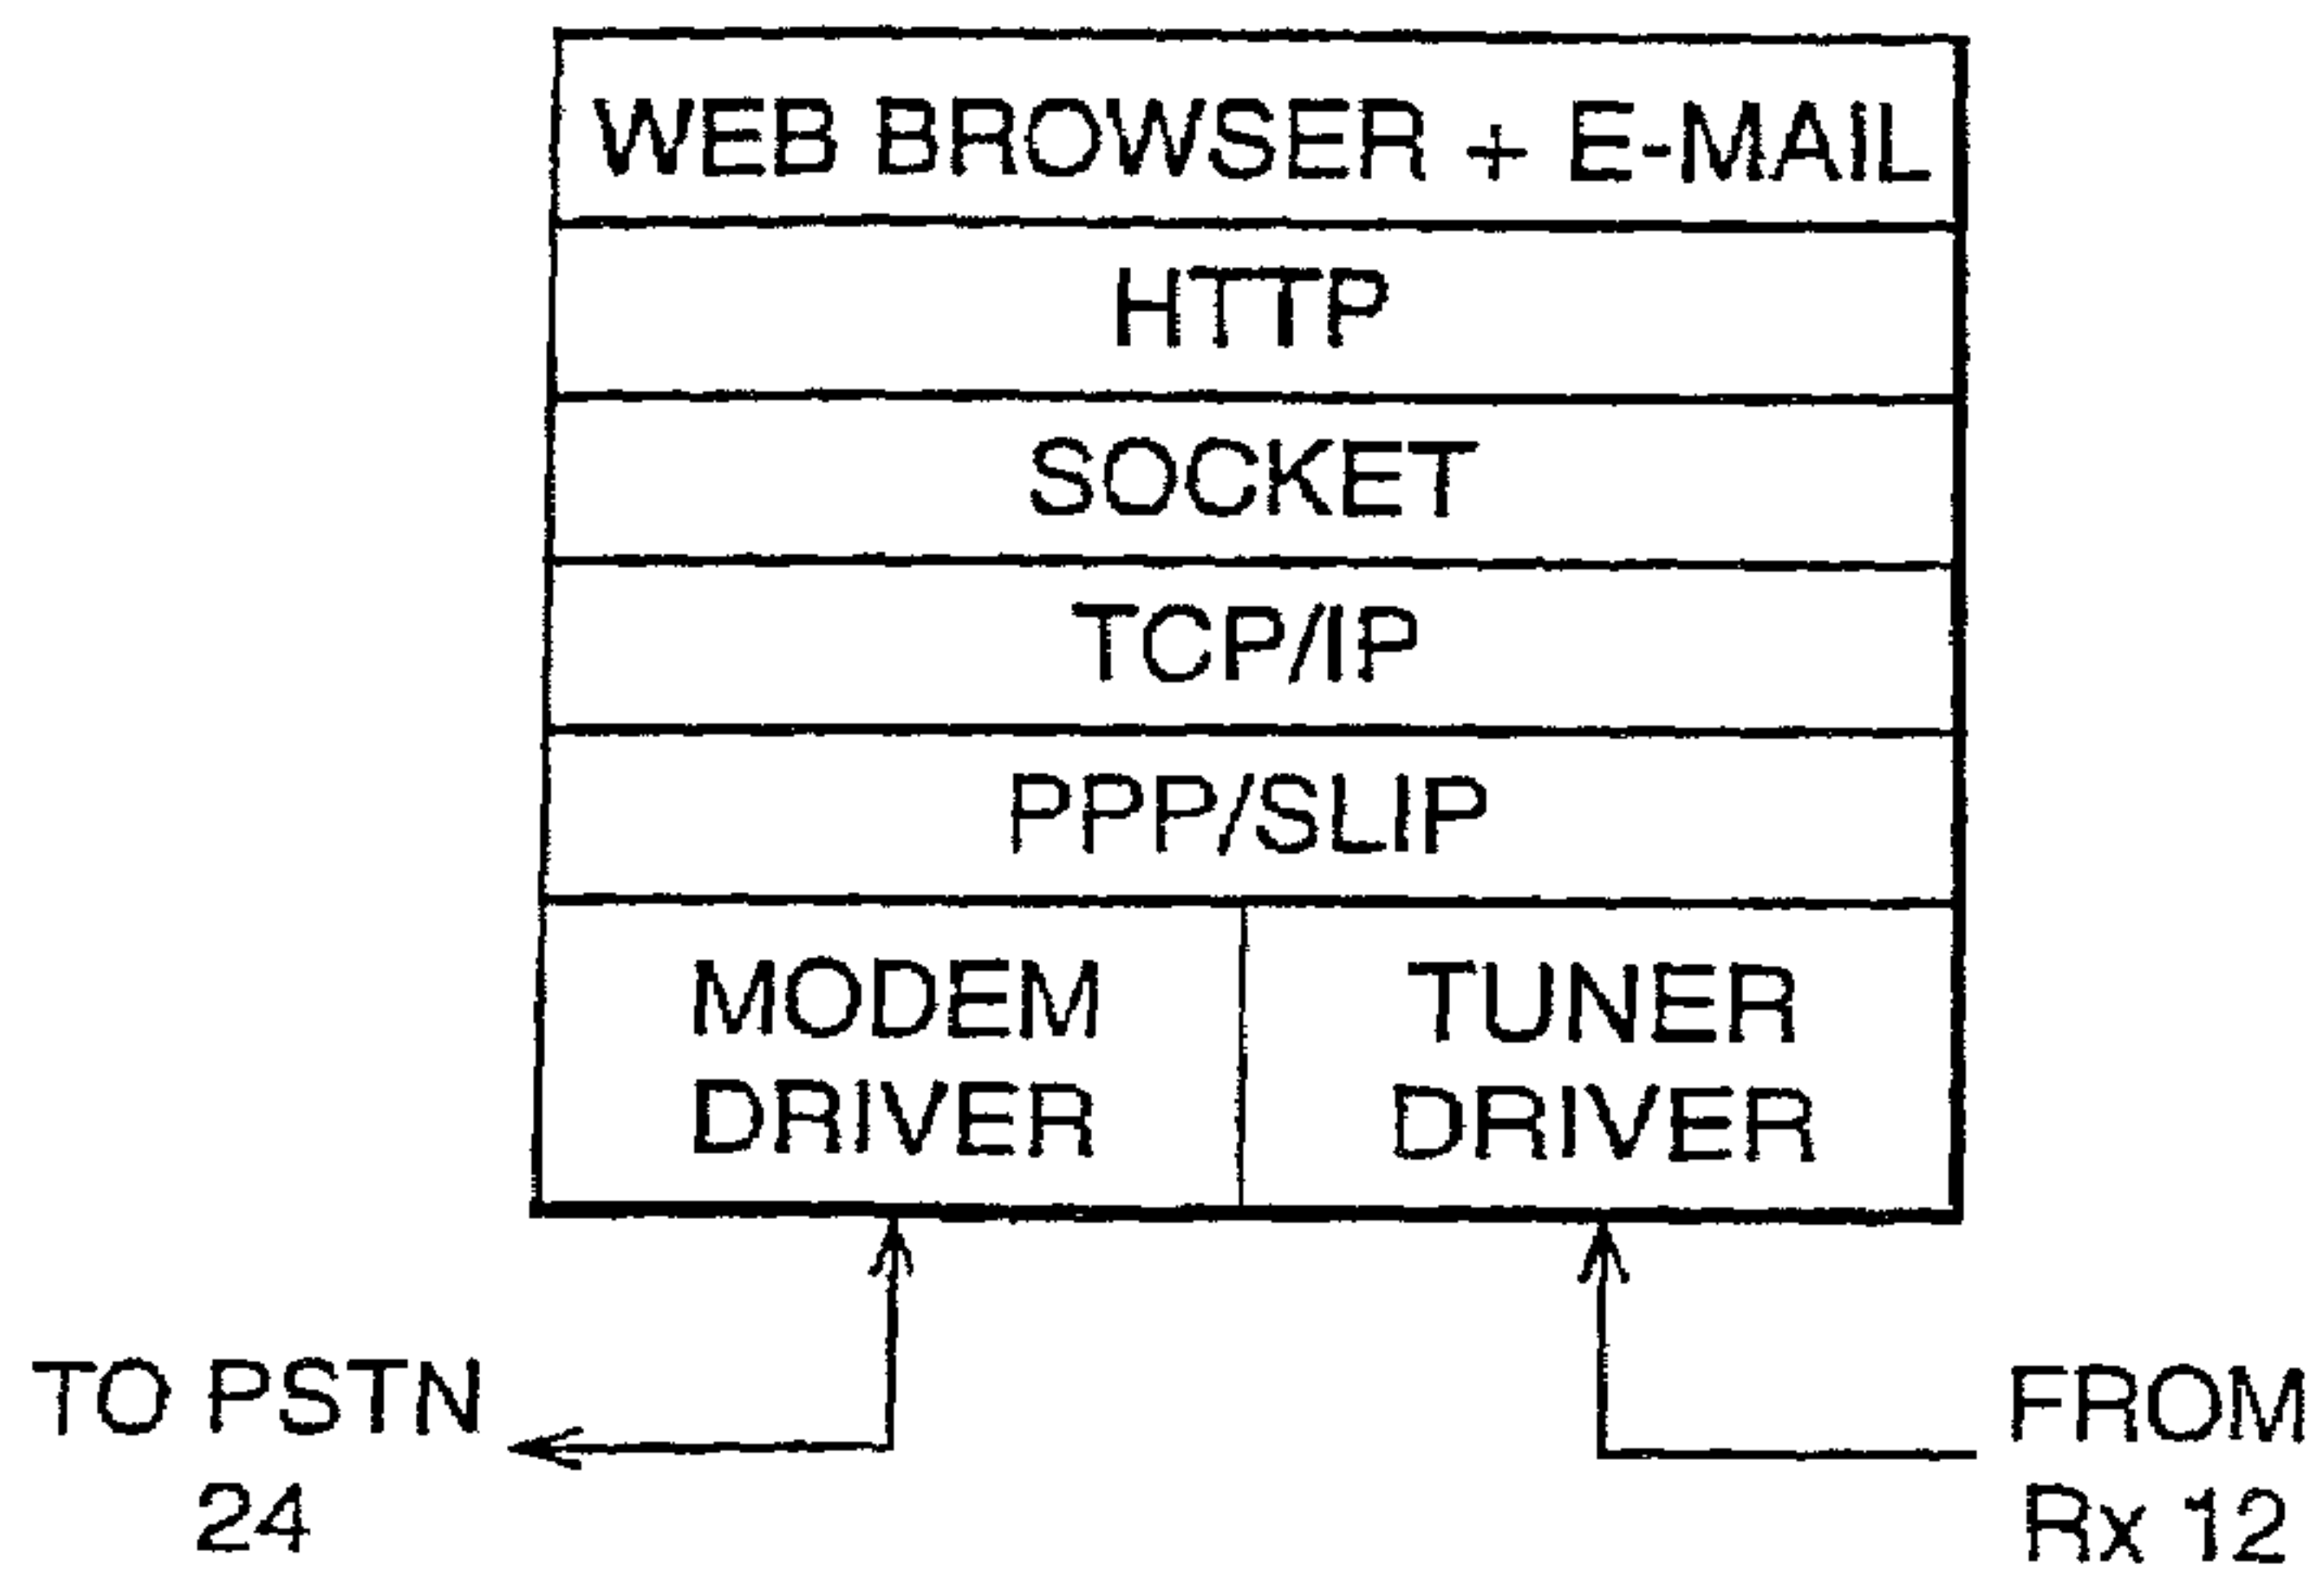 WEB BROWSER + E-MAIL
HTTP
SOCKET
TCP/IP
PPP/SLIP
MODEM
DRIVER
TUNER
DRIVER
TO PSTN
24
FROM
Rx 12